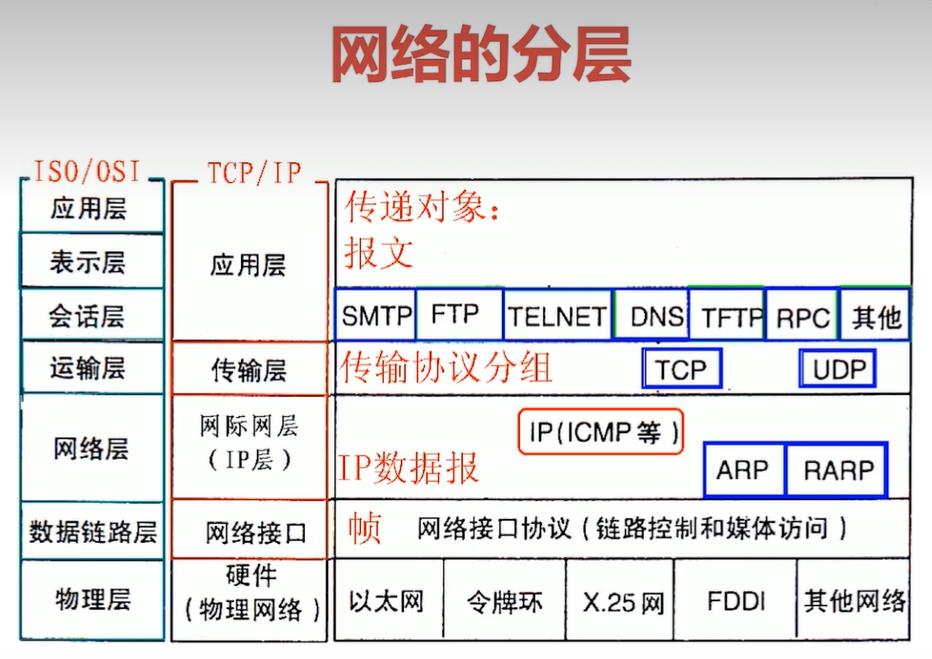 网络的分层
ISO/OSI
TCP/IP
应用层
表示层
会话层
应用层
传递对象：
报文
SMTP FTP TELNET DNS TFTP RPC 其他
运输层
传输层
传输协议分组
TCP
UDP
网络层
网际网层
（IP层）
IP(ICMP等)
IP数据报
ARP
RARP
数据链路层
网络接口
帧
网络接口协议（链路控制和媒体访问）
物理层
硬件
（物理网络）
以太网
令牌环
X.25网
FDDI
其他网络